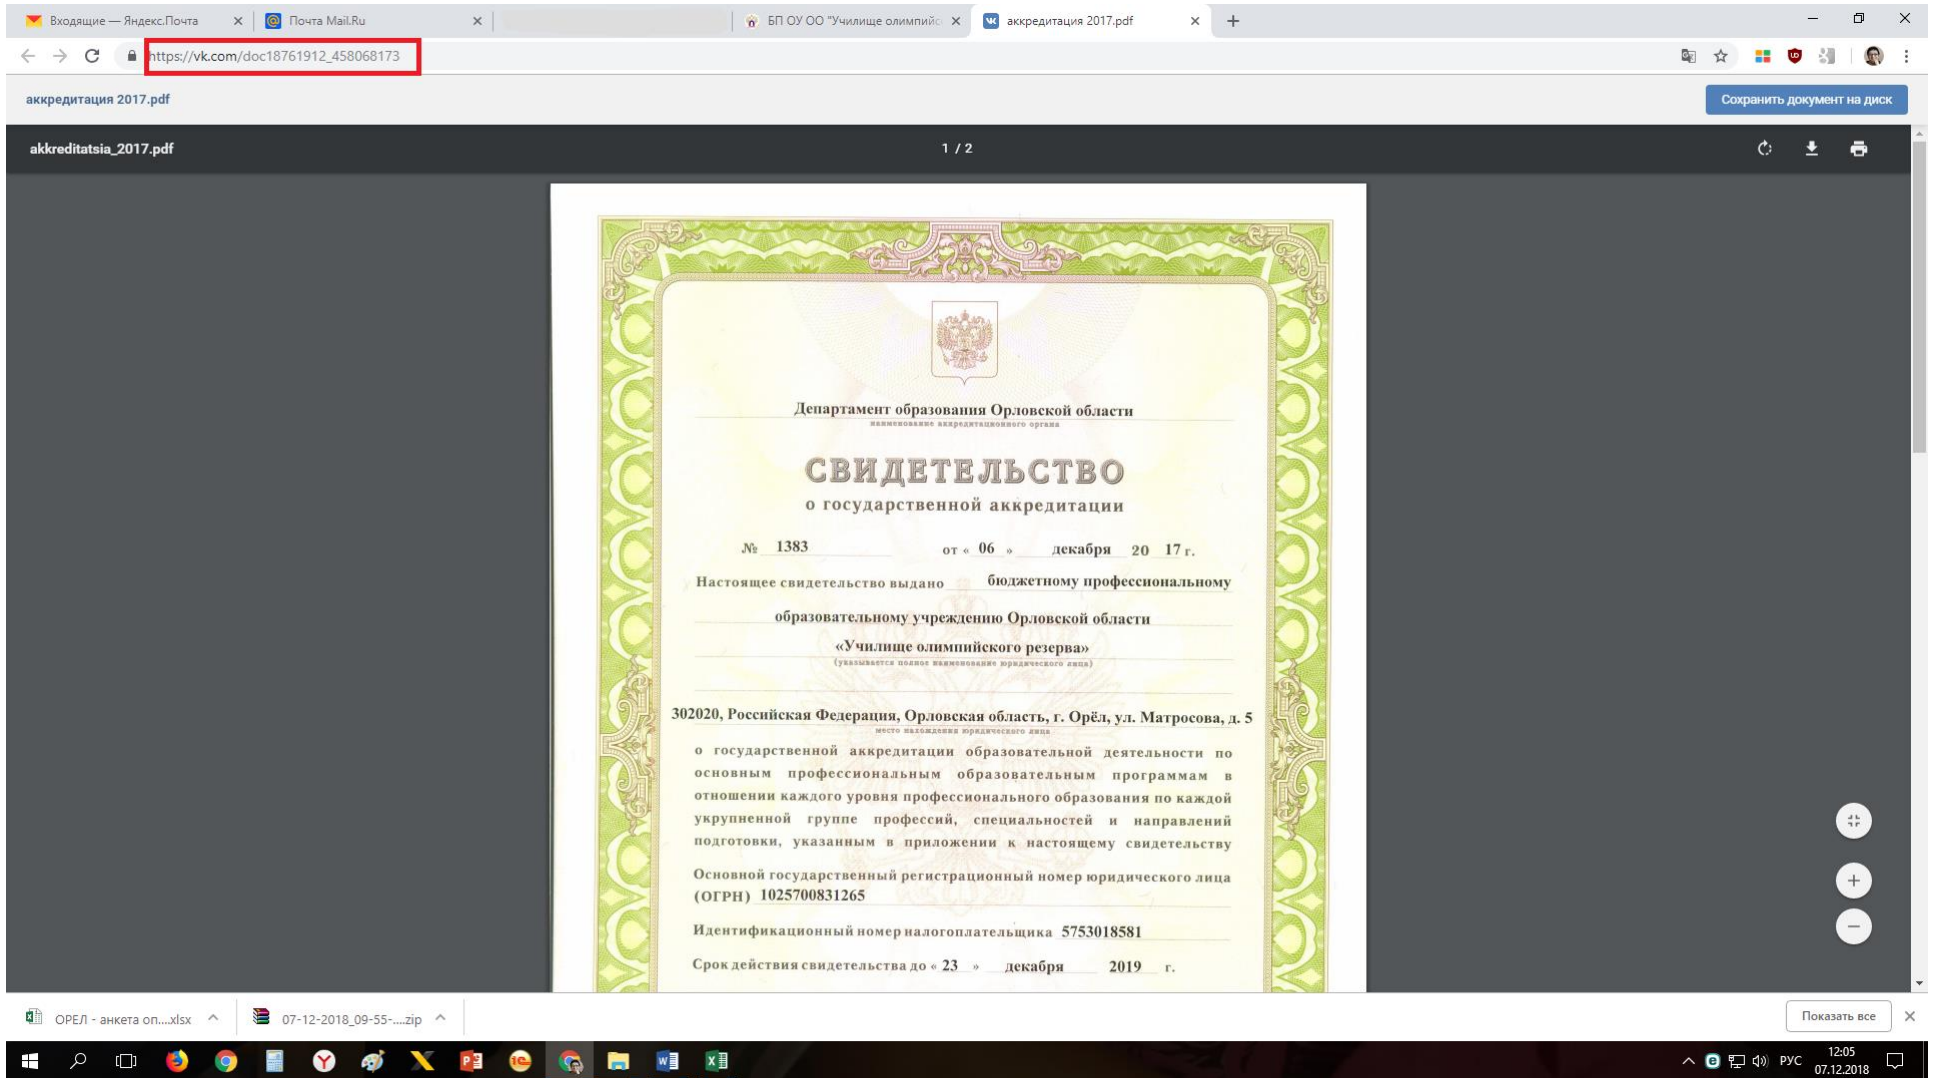 Входящие — Яндекс.Почта
Почта Mail.Ru
БП ОУ ОО "Училище олимпийс
аккредитация 2017.pdf
https://vk.com/doc18761912_458068173
аккредитация 2017.pdf
Сохранить документ на диск
akkreditatsia_2017.pdf
1 / 2
Департамент образования Орловской области
наименование аккредитационного органа
СВИДЕТЕЛЬСТВО
о государственной аккредитации
№ 1383 от « 06 » декабря 20 17 г.
Настоящее свидетельство выдано бюджетному профессиональному
образовательному учреждению Орловской области
«Училище олимпийского резерва»
(указывается полное наименование юридического лица)
302020, Российская Федерация, Орловская область, г. Орёл, ул. Матросова, д. 5
место нахождения юридического лица
о государственной аккредитации образовательной деятельности по
основным профессиональным образовательным программам в
отношении каждого уровня профессионального образования по каждой
укрупненной группе профессий, специальностей и направлений
подготовки, указанным в приложении к настоящему свидетельству
Основной государственный регистрационный номер юридического лица
(ОГРН) 1025700831265
Идентификационный номер налогоплательщика 5753018581
Срок действия свидетельства до « 23 » декабря 2019 г.
ОРЕЛ - анкета оп....xlsx
07-12-2018_09-55-....zip
Показать все
РУС
12:05
07.12.2018